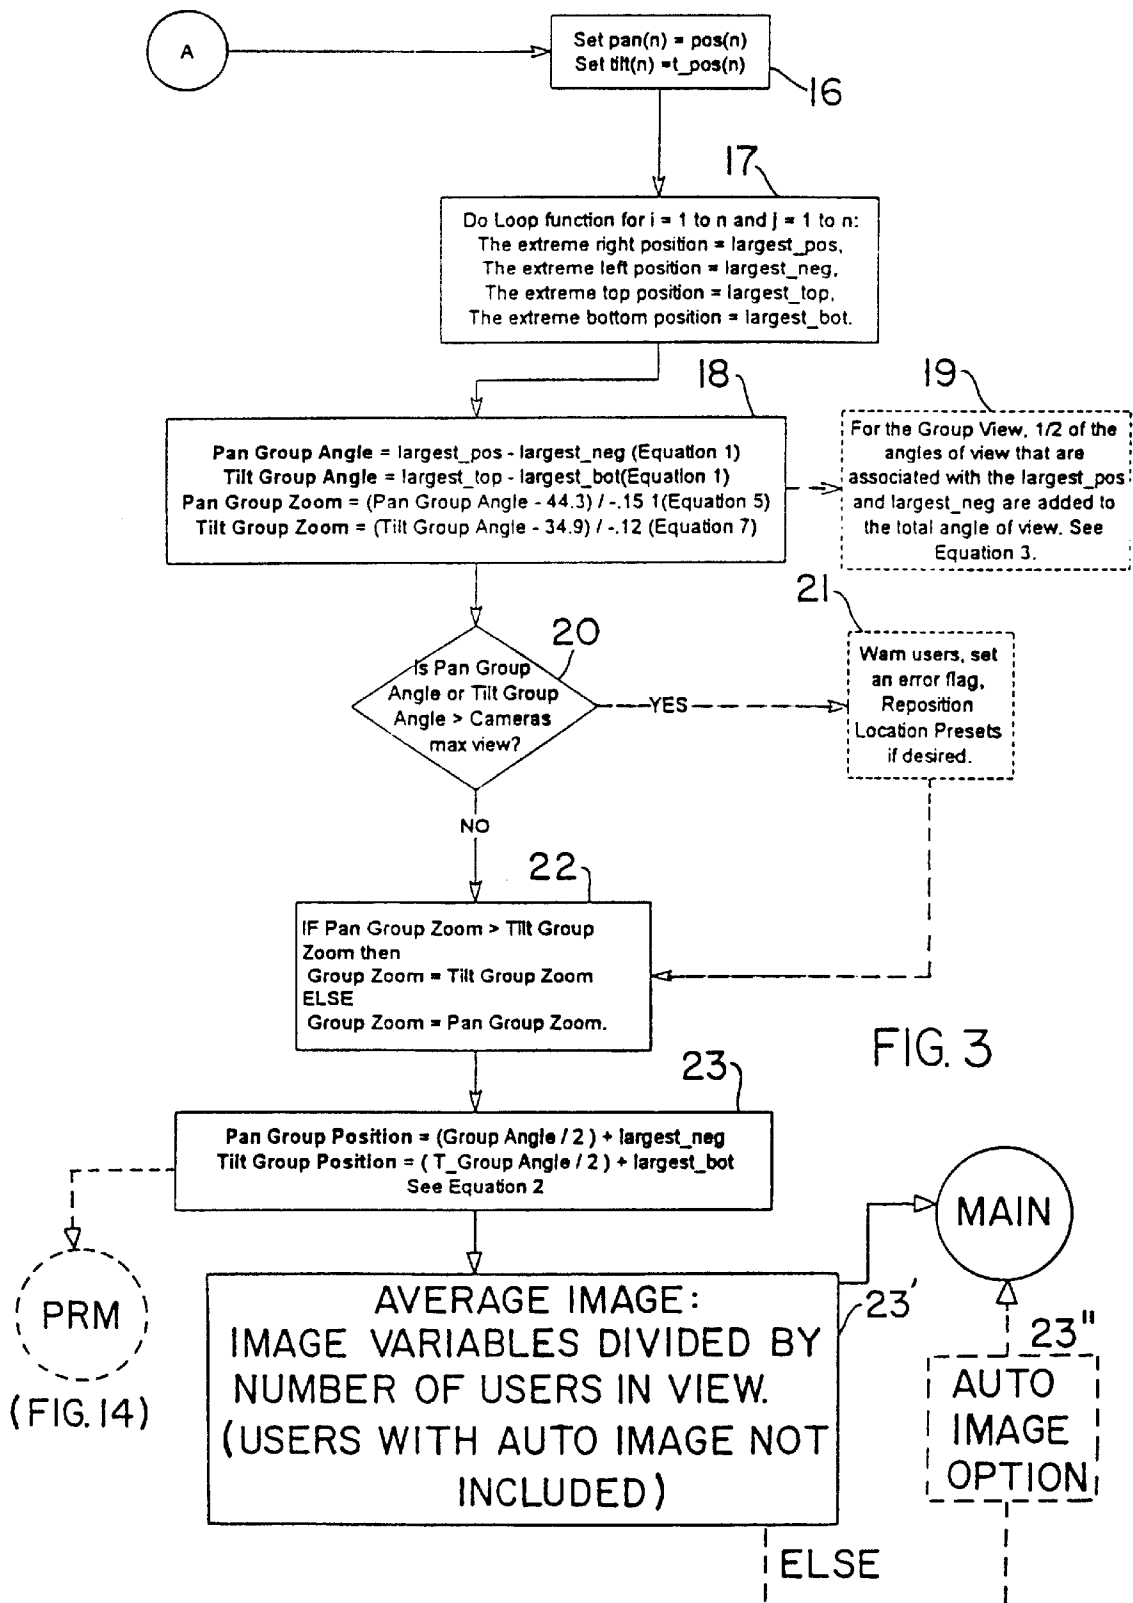 A
Set pan(n) = pos(n)
Set tilt(n) =t_pos(n)
16
17
Do Loop function for i = 1 to n and j = 1 to n:
The extreme right position = largest_pos,
The extreme left position = largest_neg,
The extreme top position = largest_top,
The extreme bottom position = largest_bot.
18
Pan Group Angle = largest_pos - largest_neg (Equation 1)
Tilt Group Angle = largest_top - largest_bot(Equation 1)
Pan Group Zoom = (Pan Group Angle - 44.3) / -.15 1(Equation 5)
Tilt Group Zoom = (Tilt Group Angle - 34.9) / -.12 (Equation 7)
19
For the Group View, 1/2 of the
angles of view that are
associated with the largest_pos
and largest_neg are added to
the total angle of view. See
Equation 3.
20
Is Pan Group
Angle or Tilt Group
Angle > Cameras
max view?
YES
21
Warn users, set
an error flag,
Reposition
Location Presets
if desired.
NO
22
IF Pan Group Zoom > Tilt Group
Zoom then
Group Zoom = Tilt Group Zoom
ELSE
Group Zoom = Pan Group Zoom.
FIG. 3
23
Pan Group Position = (Group Angle / 2 ) + largest_neg
Tilt Group Position = ( T_Group Angle / 2 ) + largest_bot
See Equation 2
PRM
(FIG. 14)
MAIN
23'
AVERAGE IMAGE:
IMAGE VARIABLES DIVIDED BY
NUMBER OF USERS IN VIEW.
(USERS WITH AUTO IMAGE NOT
INCLUDED)
23"
AUTO
IMAGE
OPTION
ELSE